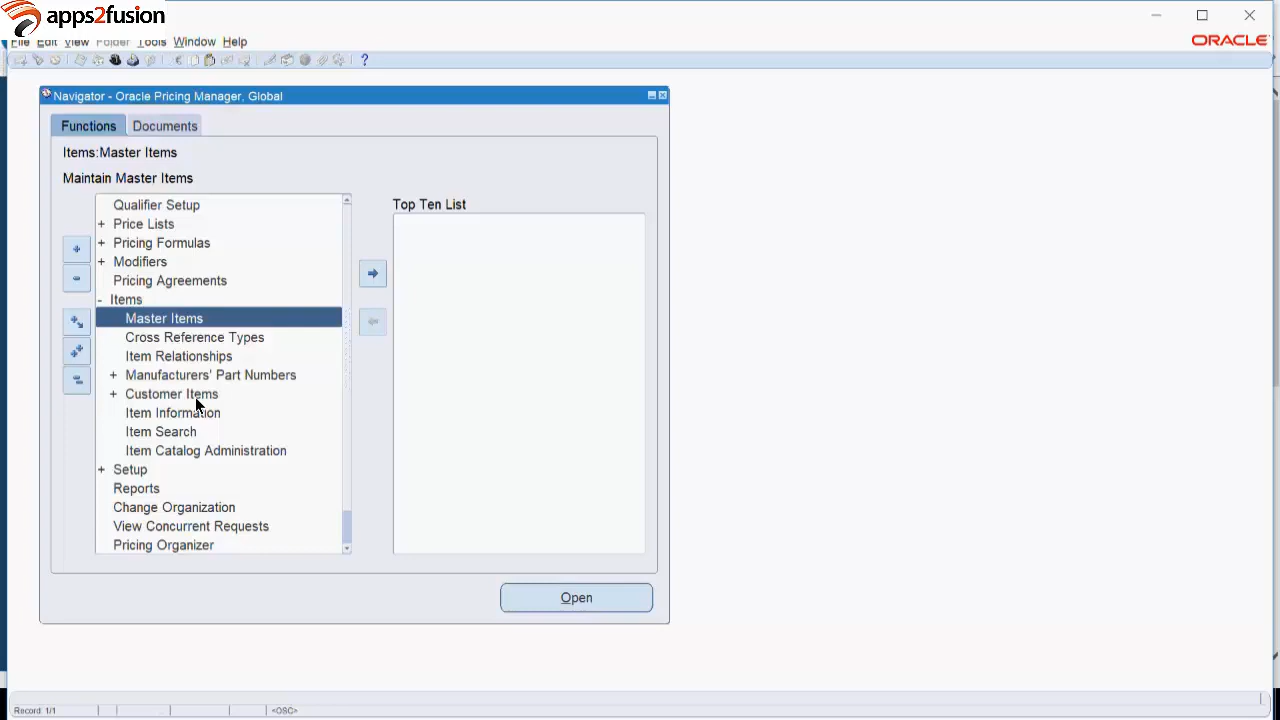 apps2fusion
File Edit View Folder Tools Window Help
ORACLE
Navigator - Oracle Pricing Manager, Global
Functions Documents
Items:Master Items
Maintain Master Items
Qualifier Setup
+ Price Lists
+ Pricing Formulas
+ Modifiers
Pricing Agreements
- Items
Master Items
Cross Reference Types
Item Relationships
+ Manufacturers' Part Numbers
+ Customer Items
Item Information
Item Search
Item Catalog Administration
+ Setup
Reports
Change Organization
View Concurrent Requests
Pricing Organizer
Top Ten List
Open
Record: 1/1 <OSC>